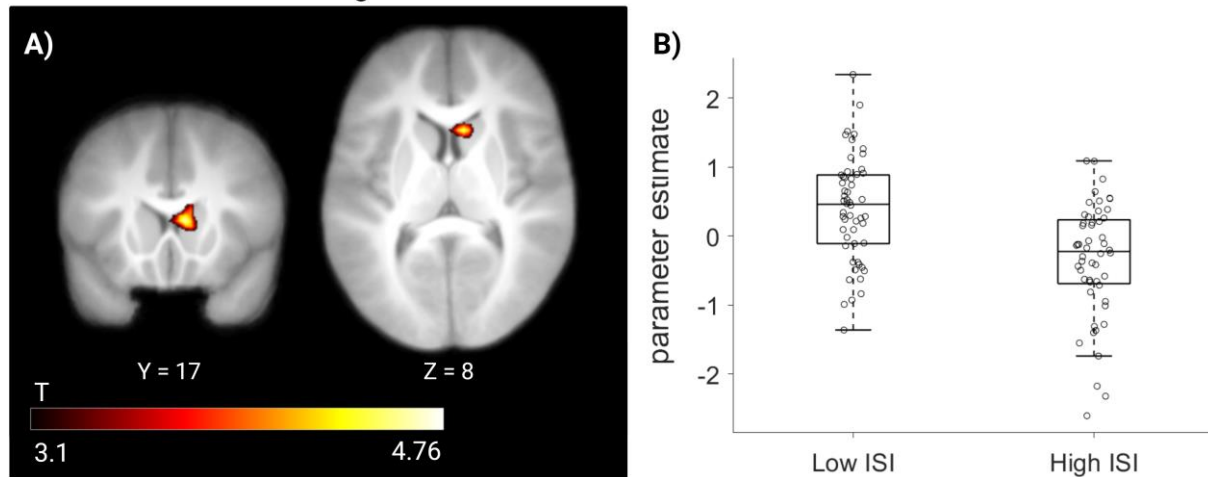 A)
Y = 17
Z = 8
T
3.1
4.76
B)
parameter estimate
2
1
0
-1
-2
Low ISI
High ISI